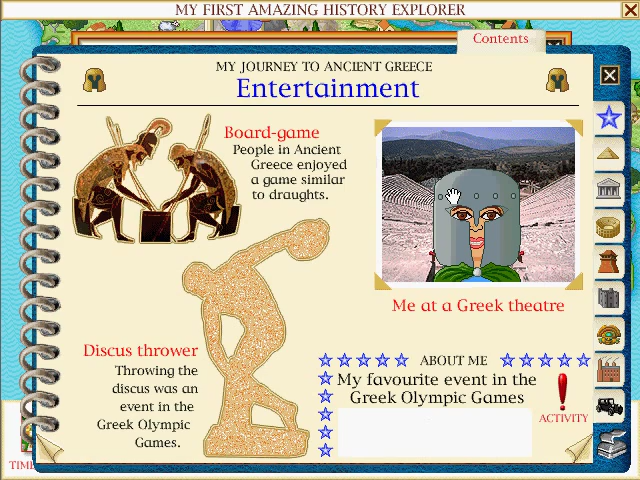 MY FIRST AMAZING HISTORY EXPLORER
Contents
MY JOURNEY TO ANCIENT GREECE
Entertainment
Board-game
People in Ancient
Greece enjoyed
a game similar
to draughts.
Me at a Greek theatre
Discus thrower
Throwing the
discus was an
event in the
Greek Olympic
Games.
ABOUT ME
My favourite event in the
Greek Olympic Games
ACTIVITY